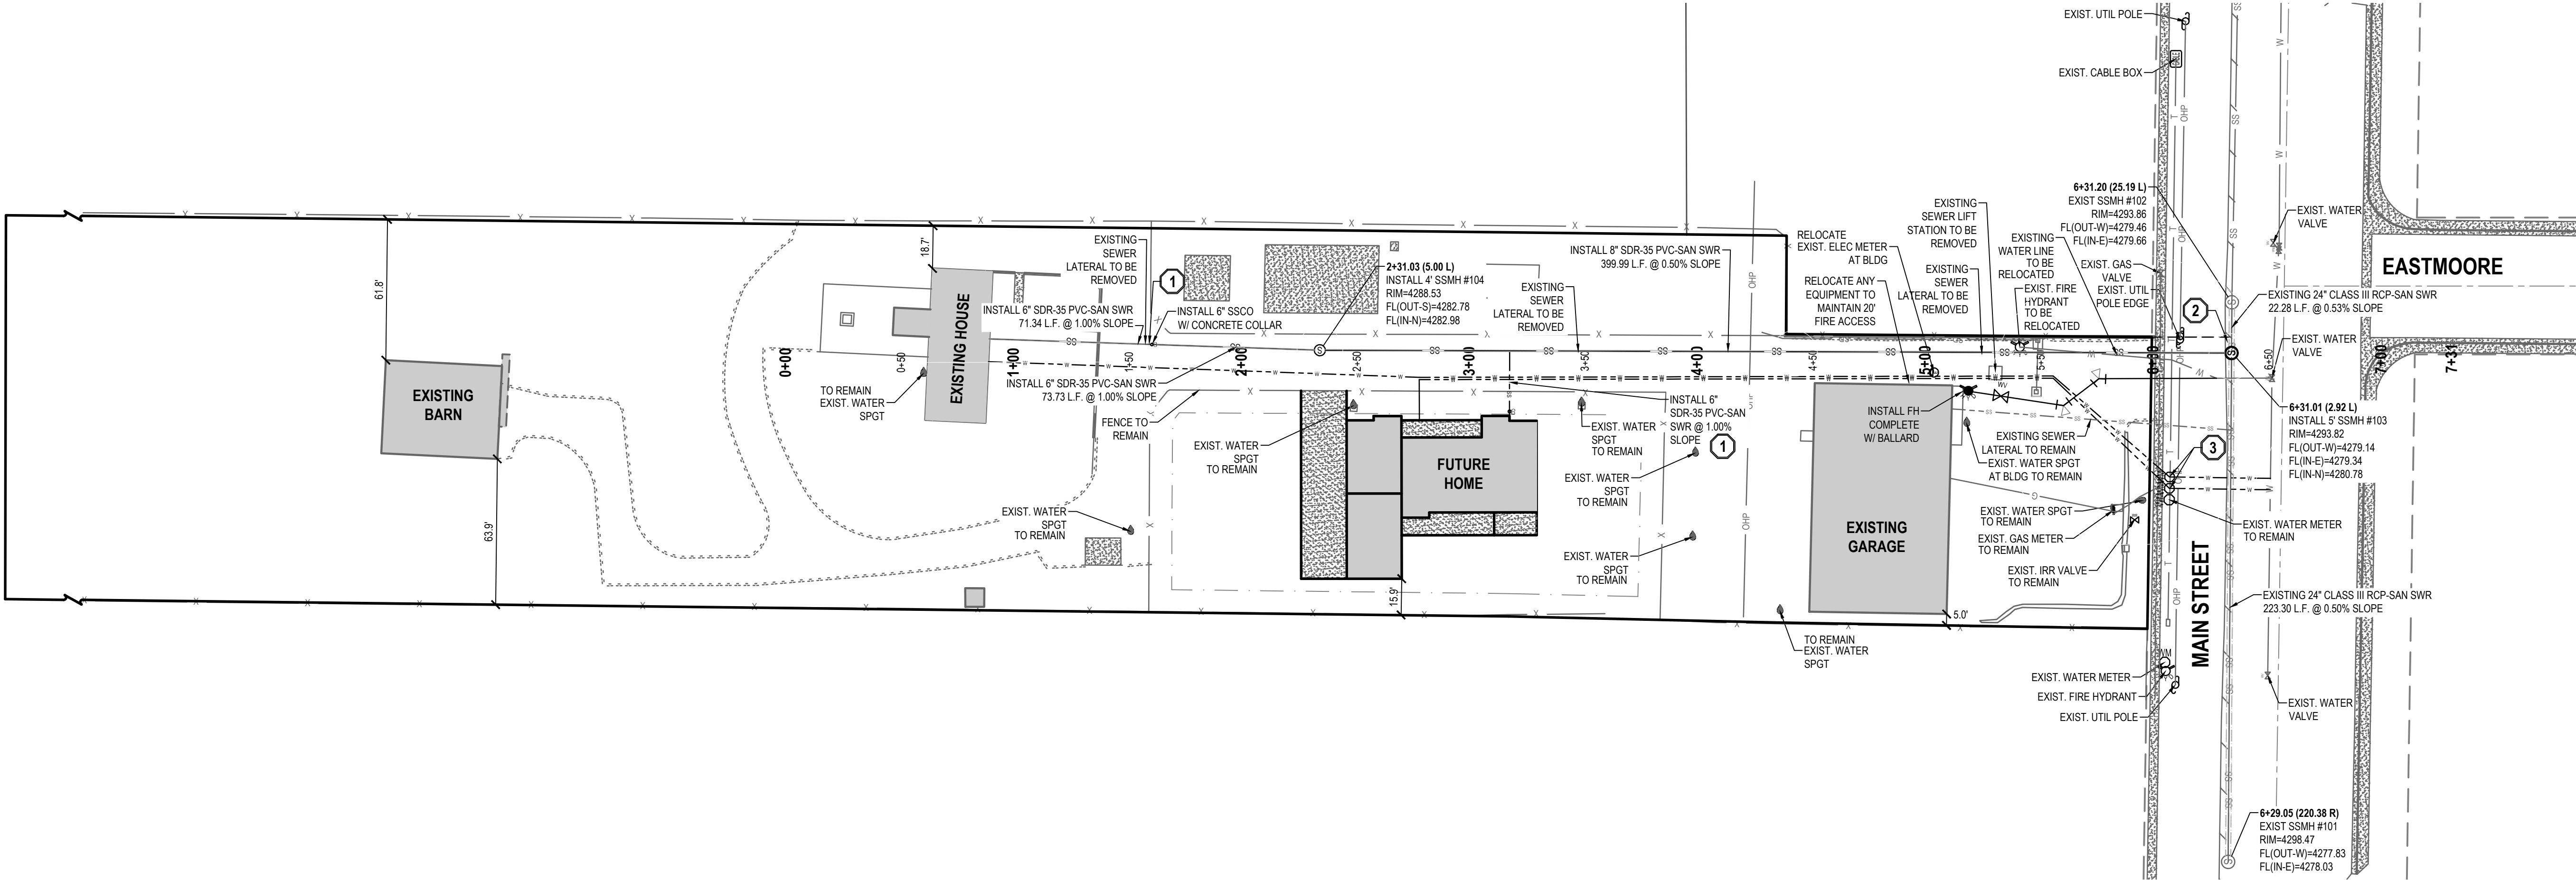 EXIST. UTIL POLE
EXIST. CABLE BOX
T
OHP
SS
W
EASTMOORE
MAIN STREET
6+31.20 (25.19 L)
EXIST SSMH #102
RIM=4293.86
FL(OUT-W)=4279.46
FL(IN-E)=4279.66
EXIST. WATER
VALVE
EXISTING 24" CLASS III RCP-SAN SWR
22.28 L.F. @ 0.53% SLOPE
EXIST. WATER
VALVE
EXIST. GAS
VALVE
EXIST. UTIL
POLE EDGE
2
EXISTING
WATER LINE
TO BE
RELOCATED
EXISTING
SEWER LIFT
STATION TO BE
REMOVED
EXIST. FIRE
HYDRANT
TO BE
RELOCATED
EXISTING
SEWER
LATERAL TO BE
REMOVED
RELOCATE
EXIST. ELEC METER
AT BLDG
RELOCATE ANY
EQUIPMENT TO
MAINTAIN 20'
FIRE ACCESS
INSTALL 8" SDR-35 PVC-SAN SWR
399.99 L.F. @ 0.50% SLOPE
EXISTING
SEWER
LATERAL TO BE
REMOVED
2+31.03 (5.00 L)
INSTALL 4' SSMH #104
RIM=4288.53
FL(OUT-S)=4282.78
FL(IN-N)=4282.98
EXISTING
SEWER
LATERAL TO BE
REMOVED
1
INSTALL 6" SSCO
W/ CONCRETE COLLAR
INSTALL 6" SDR-35 PVC-SAN SWR
71.34 L.F. @ 1.00% SLOPE
INSTALL 6" SDR-35 PVC-SAN SWR
73.73 L.F. @ 1.00% SLOPE
18.7'
61.8'
63.9'
EXISTING
BARN
EXISTING HOUSE
0+00
0+50
1+00
1+50
2+00
2+50
3+00
3+50
4+00
4+50
5+00
6+50
7+00
7+31
TO REMAIN
EXIST. WATER
SPGT
FENCE TO
REMAIN
EXIST. WATER
SPGT
TO REMAIN
EXIST. WATER
SPGT
TO REMAIN
FUTURE
HOME
15.9'
INSTALL 6"
SDR-35 PVC-SAN
SWR @ 1.00%
SLOPE
1
EXIST. WATER
SPGT
TO REMAIN
EXIST. WATER
SPGT
TO REMAIN
EXIST. WATER
SPGT
TO REMAIN
TO REMAIN
EXIST. WATER
SPGT
OHP
OHP
EXISTING
GARAGE
5.0'
INSTALL FH
COMPLETE
W/ BALLARD
WV
EXISTING SEWER
LATERAL TO REMAIN
EXIST. WATER SPGT
AT BLDG TO REMAIN
G
EXIST. WATER SPGT
TO REMAIN
EXIST. GAS METER
TO REMAIN
EXIST. IRR VALVE
TO REMAIN
3
6+31.01 (2.92 L)
INSTALL 5' SSMH #103
RIM=4293.82
FL(OUT-W)=4279.14
FL(IN-E)=4279.34
FL(IN-N)=4280.78
EXIST. WATER METER
TO REMAIN
EXISTING 24" CLASS III RCP-SAN SWR
223.30 L.F. @ 0.50% SLOPE
WM
EXIST. WATER METER
EXIST. FIRE HYDRANT
EXIST. UTIL POLE
EXIST. WATER
VALVE
6+29.05 (220.38 R)
EXIST SSMH #101
RIM=4298.47
FL(OUT-W)=4277.83
FL(IN-E)=4278.03